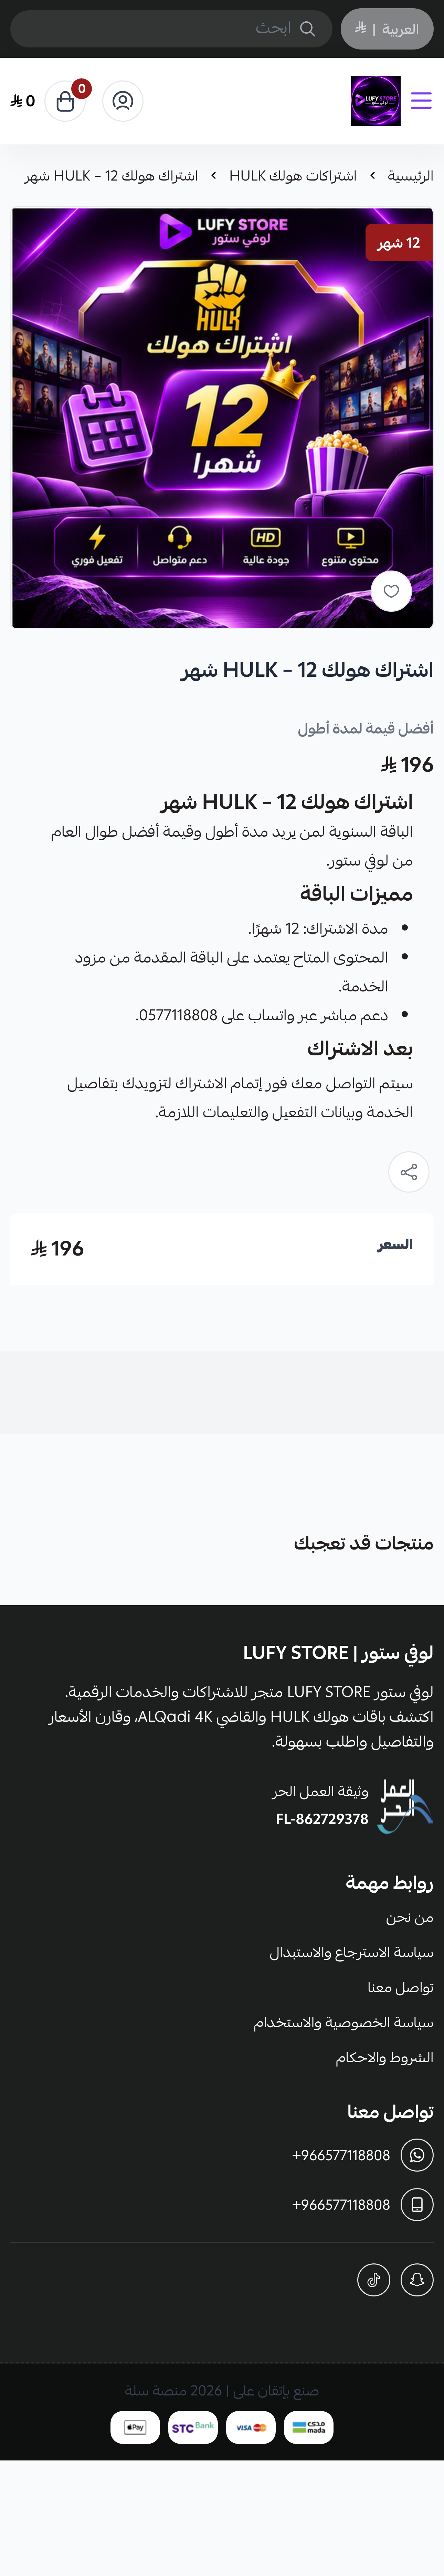 العربية | ⃁
ابحث
LUFY STORE
لوفي ستور
0
0 ⃁
الرئيسية › اشتراكات هولك HULK › اشتراك هولك HULK – 12 شهر
12 شهر
LUFY STORE
لوفي ستور
HULK
اشتراك هولك
12
شهرا
محتوى متنوع
HD
جودة عالية
دعم متواصل
تفعيل فوري
اشتراك هولك HULK – 12 شهر
أفضل قيمة لمدة أطول
196 ⃁
اشتراك هولك HULK – 12 شهر
الباقة السنوية لمن يريد مدة أطول وقيمة أفضل طوال العام
من لوفي ستور.
مميزات الباقة
• مدة الاشتراك: 12 شهرًا.
• المحتوى المتاح يعتمد على الباقة المقدمة من مزود
الخدمة.
• دعم مباشر عبر واتساب على 0577118808.
بعد الاشتراك
سيتم التواصل معك فور إتمام الاشتراك لتزويدك بتفاصيل
الخدمة وبيانات التفعيل والتعليمات اللازمة.
السعر
196 ⃁
منتجات قد تعجبك
لوفي ستور | LUFY STORE
لوفي ستور LUFY STORE متجر للاشتراكات والخدمات الرقمية.
اكتشف باقات هولك HULK والقاضي ALQadi 4K، وقارن الأسعار
والتفاصيل واطلب بسهولة.
العمل الحر
وثيقة العمل الحر
FL-862729378
روابط مهمة
من نحن
سياسة الاسترجاع والاستبدال
تواصل معنا
سياسة الخصوصية والاستخدام
الشروط والاحكام
تواصل معنا
+966577118808
+966577118808
صنع بإتقان على | 2026 منصة سلة
مدى mada
VISA
STC Bank
Pay